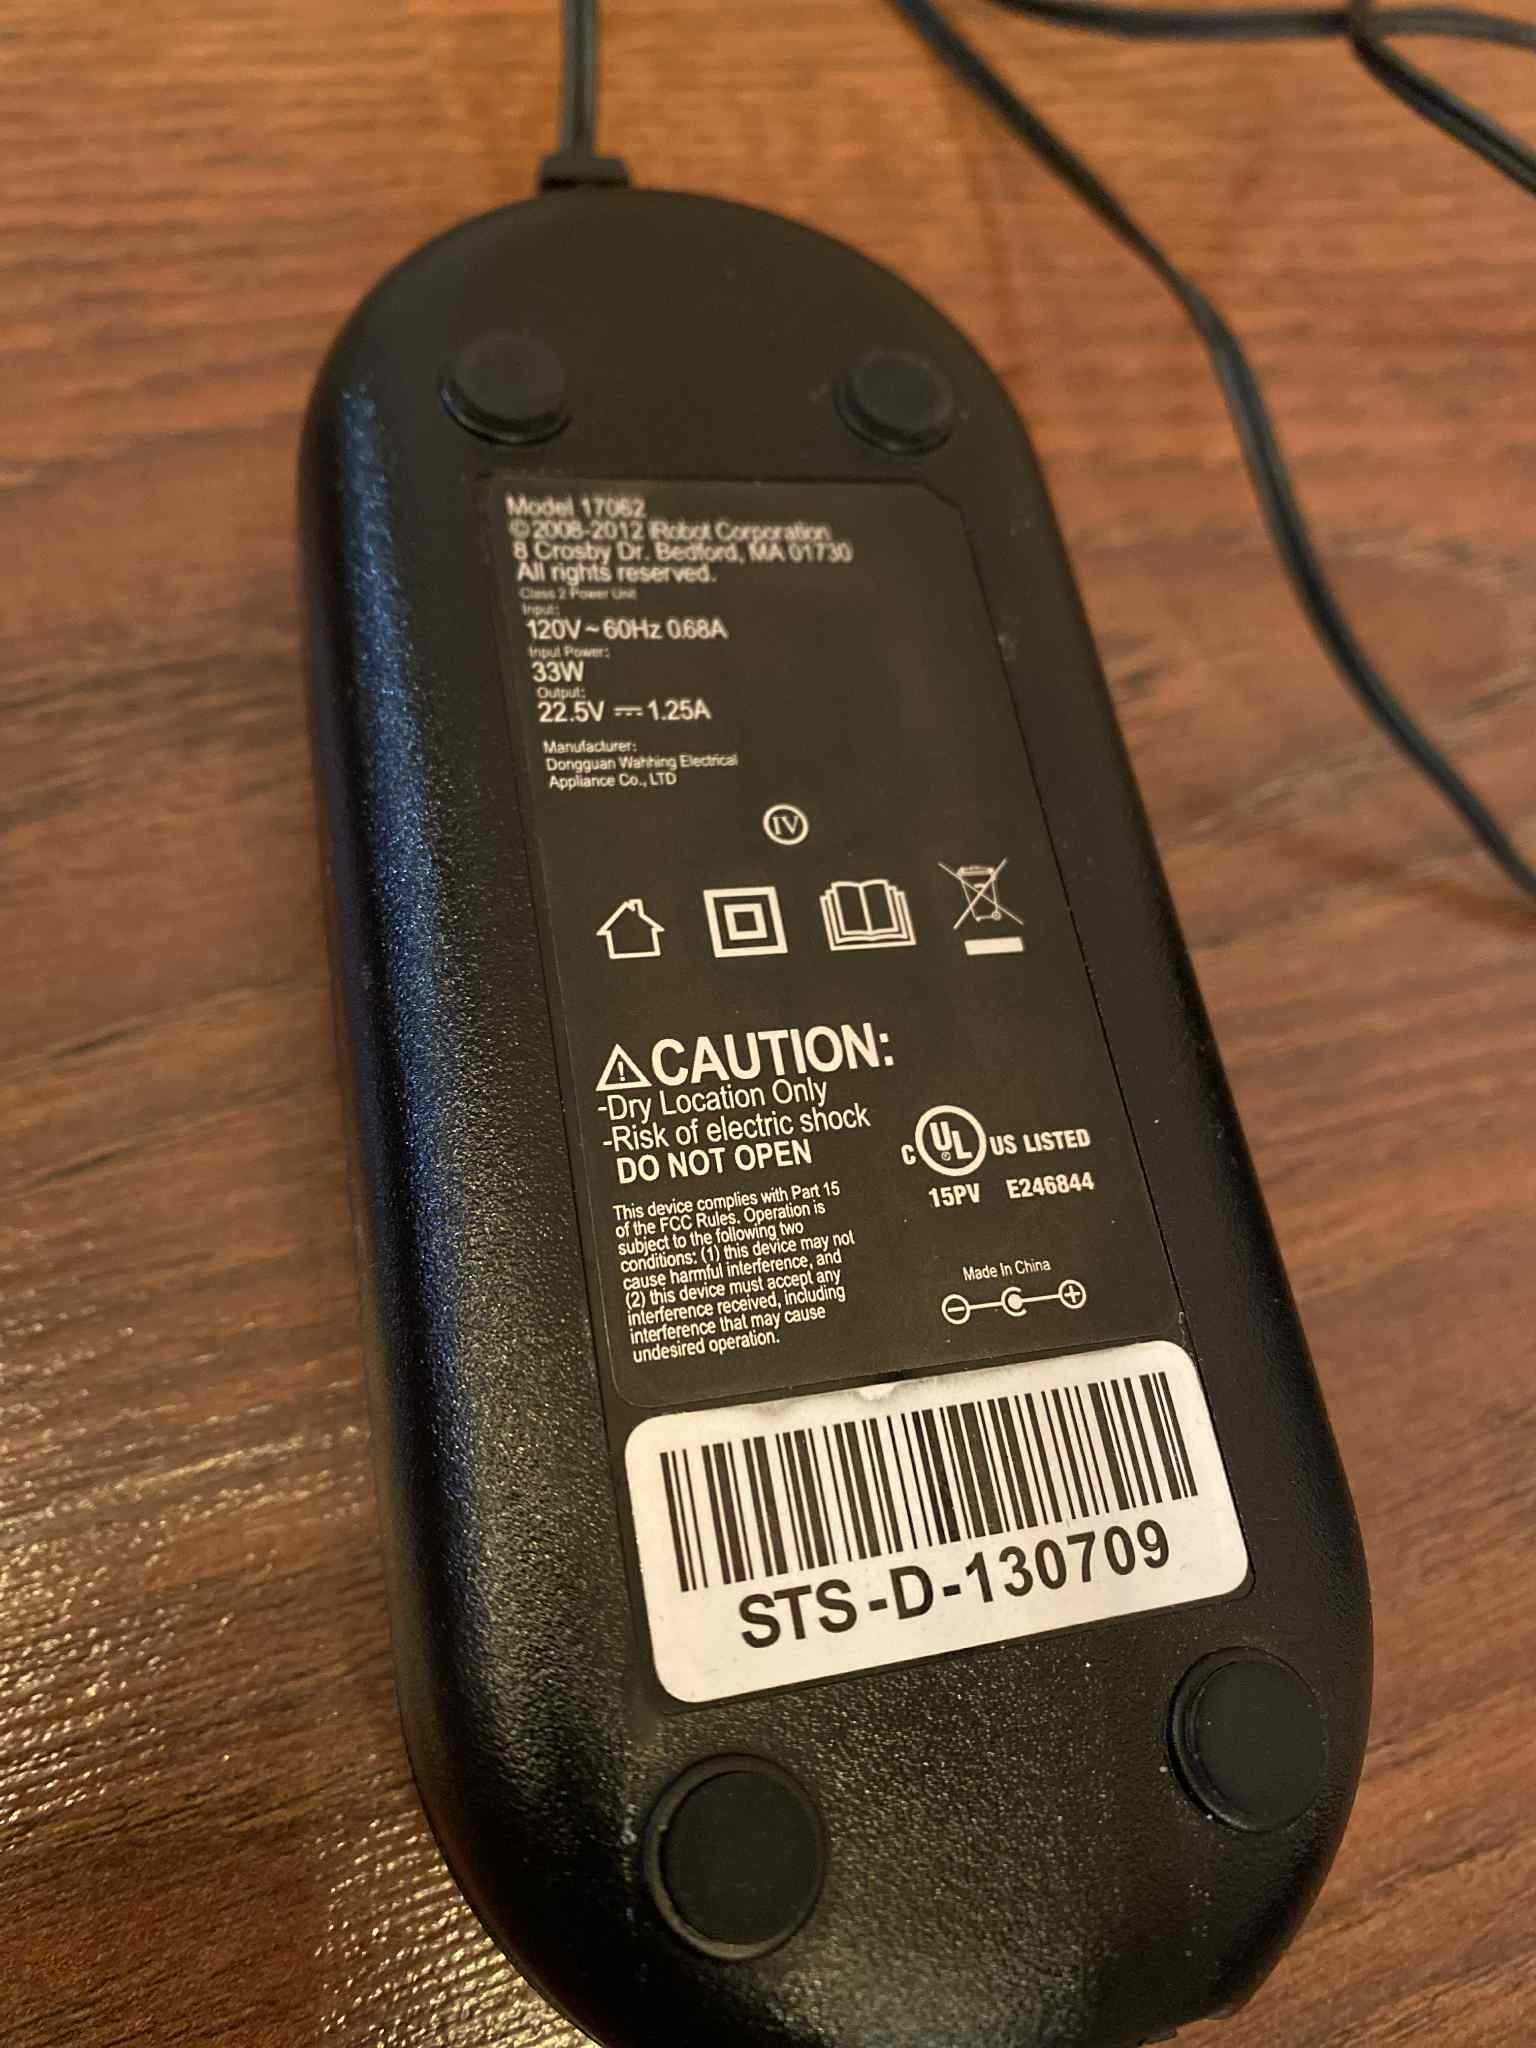 Model 17062
©2008-2012 iRobot Corporation
8 Crosby Dr. Bedford, MA 01730
All rights reserved.
Class 2 Power Unit
Input:
120V~60Hz 0.68A
Input Power:
33W
Output:
22.5V ⎓ 1.25A
Manufacturer:
Dongguan Wahhing Electrical
Appliance Co., LTD
IV
⚠CAUTION:
-Dry Location Only
-Risk of electric shock
DO NOT OPEN
This device complies with Part 15
of the FCC Rules. Operation is
subject to the following two
conditions: (1) this device may not
cause harmful interference, and
(2) this device must accept any
interference received, including
interference that may cause
undesired operation.
C UL US LISTED
15PV E246844
Made In China
STS-D-130709